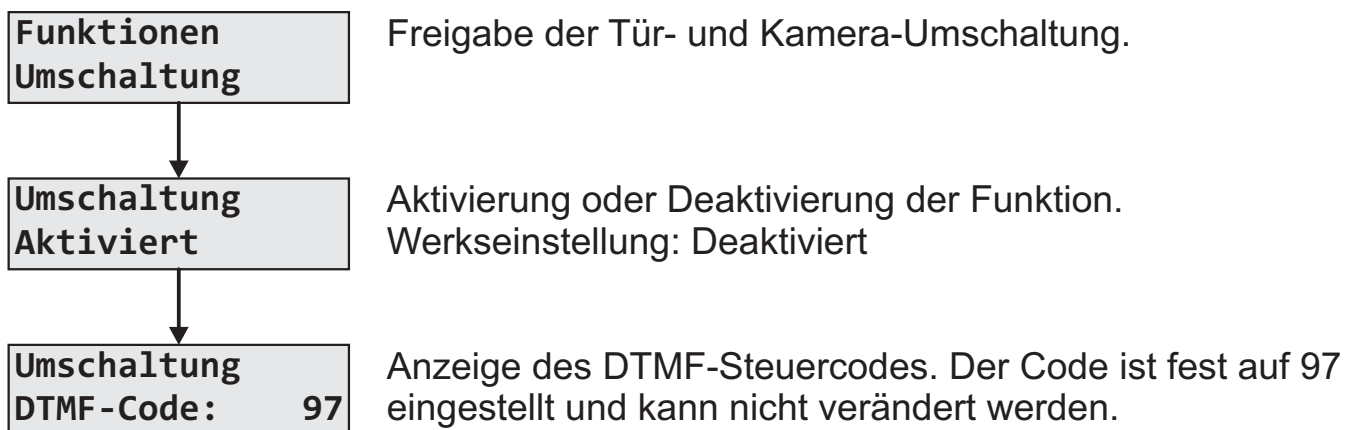 Funktionen
Umschaltung
Freigabe der Tür- und Kamera-Umschaltung.
Umschaltung
Aktiviert
Aktivierung oder Deaktivierung der Funktion.
Werkseinstellung: Deaktiviert
Umschaltung
DTMF-Code: 97
Anzeige des DTMF-Steuercodes. Der Code ist fest auf 97
eingestellt und kann nicht verändert werden.